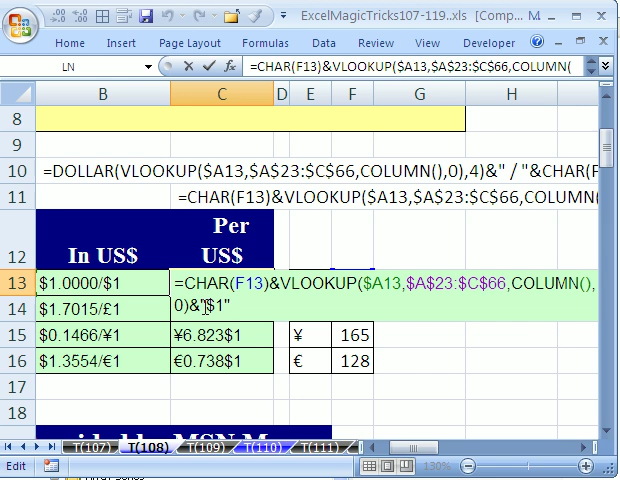 ExcelMagicTricks107-119..xls [Comp... M
Home Insert Page Layout Formulas Data Review View Developer
LN =CHAR(F13)&VLOOKUP($A13,$A$23:$C$66,COLUMN(
B C D E F G H
8
9
10 =DOLLAR(VLOOKUP($A13,$A$23:$C$66,COLUMN(),0),4)&" / "&CHAR(F
11 =CHAR(F13)&VLOOKUP($A13,$A$23:$C$66,COLUMN(
Per
12 In US$ US$
13 $1.0000/$1 =CHAR(F13)&VLOOKUP($A13,$A$23:$C$66,COLUMN(),
14 $1.7015/£1 0)&"$1"
15 $0.1466/¥1 ¥6.823$1 ¥ 165
16 $1.3554/€1 €0.738$1 € 128
17
18
T(107) T(108) T(109) T(110) T(111)
Edit 130%